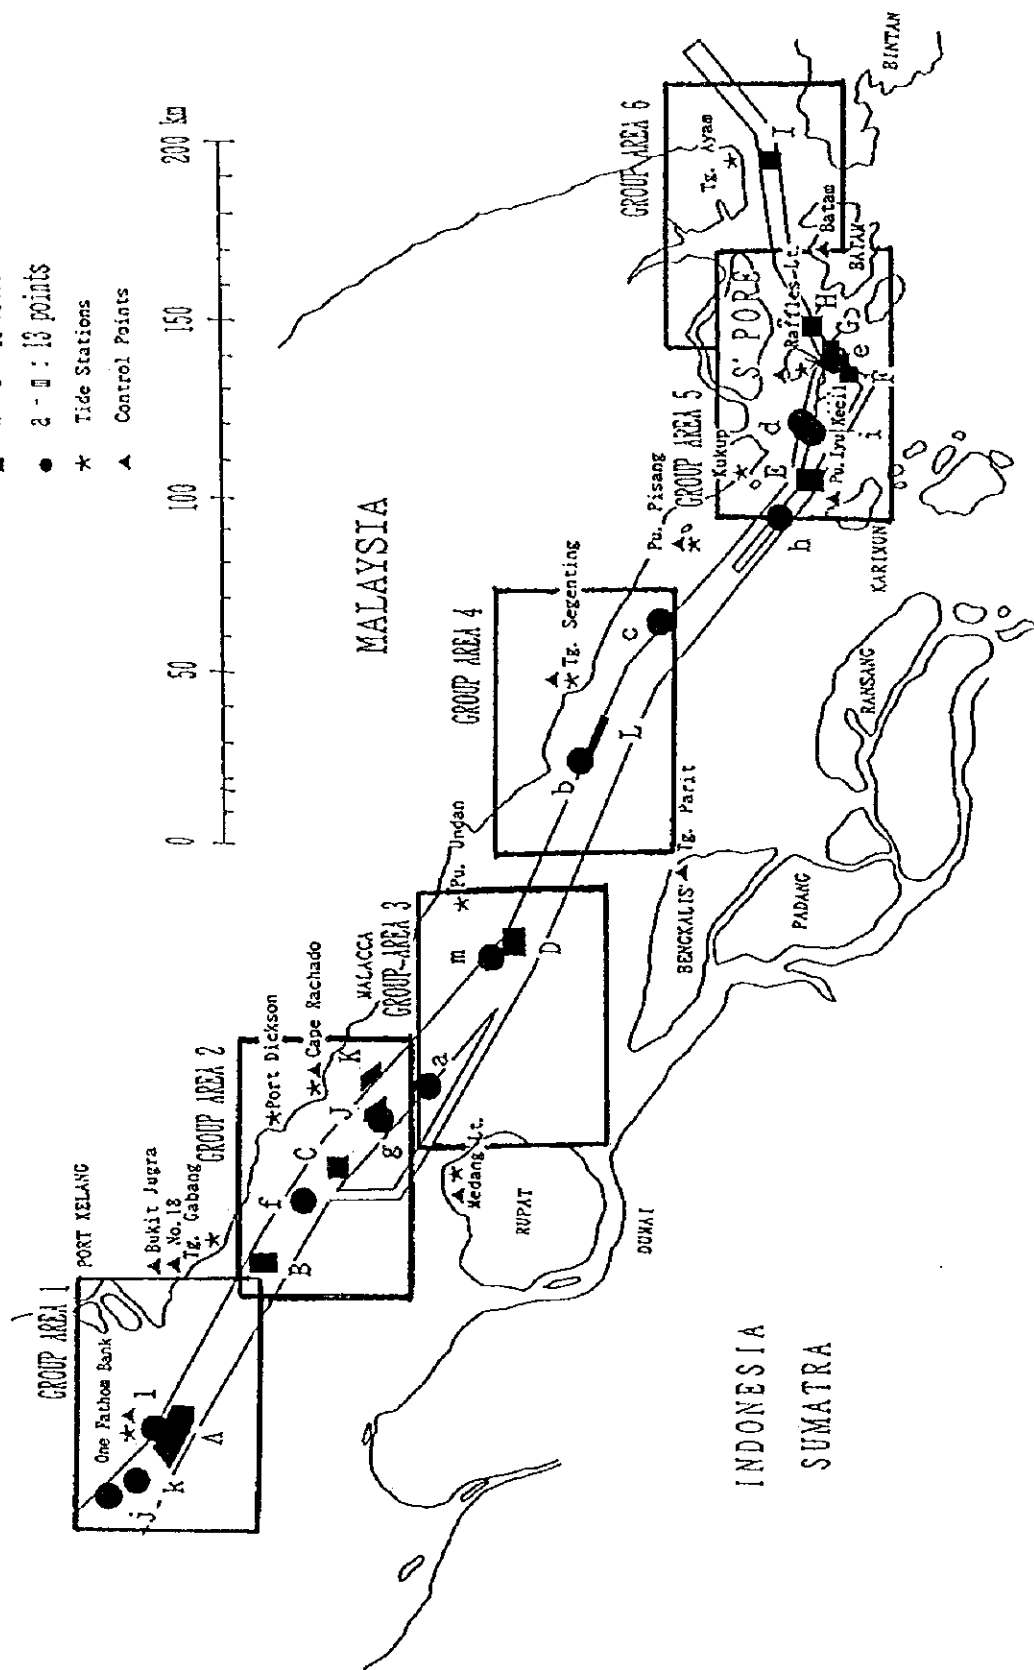 a - m : 13 points
Tide Stations
Control Points
0 50 100 150 200 km
MALAYSIA
GROUP AREA 1
PORT KELANG
One Fathom Bank
Bukit Jugra
No.18
Tg. Gabang
j
k
l
A
GROUP AREA 2
Port Dickson
Cape Rachado
B
f
C
J
K
g
MALACCA
GROUP AREA 3
Pu. Undan
a
m
D
Medang Lt.
RUPAT
DUMAI
GROUP AREA 4
Tg. Segenting
b
c
L
Tg. Parit
BENGKALIS
PADANG
RANSANG
Pu. Pisang
GROUP AREA 5
Kukup
S'PORE
Raffles-Lt.
E
d
h
i
F
e
G
H
Pu. Iyu Kecil
KARIMUN
GROUP AREA 6
Tg. Ayam
I
Batam
BATAM
BINTAN
INDONESIA
SUMATRA